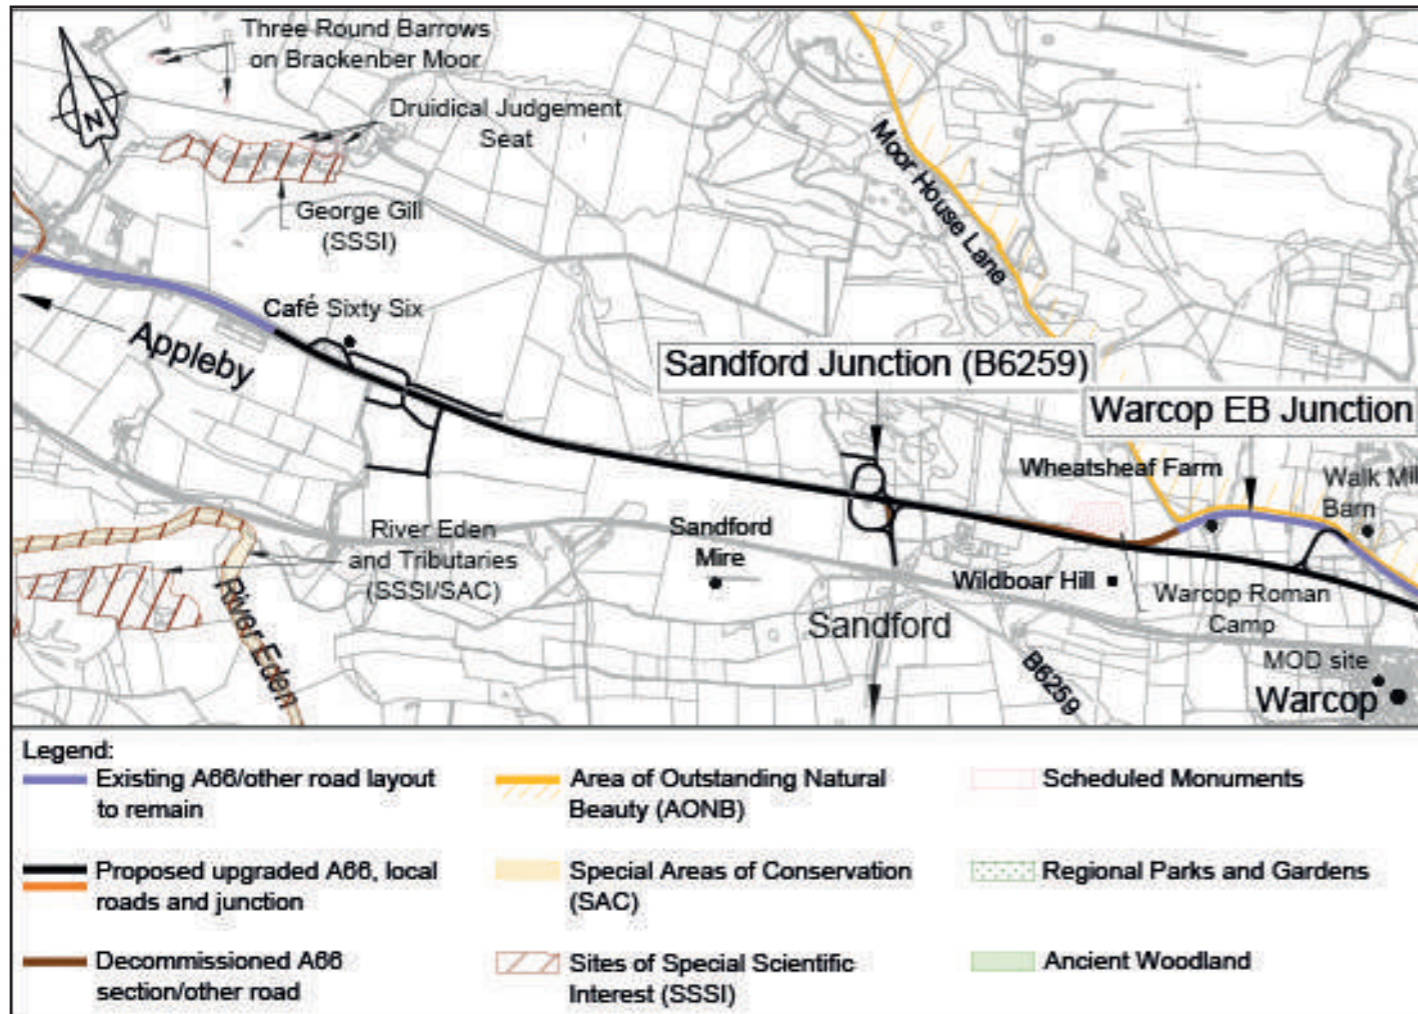 Three Round Barrows
on Brackenber Moor
N
Druidical Judgement
Seat
George Gill
(SSSI)
Moor House Lane
Café Sixty Six
Appleby
Sandford Junction (B6259)
Warcop EB Junction
Wheatsheaf Farm
Walk Mil
Barn
River Eden
and Tributaries
(SSSI/SAC)
Sandford
Mire
Wildboar Hill
Warcop Roman
Camp
River Eden
Sandford
B6259
MOD site
Warcop
Legend:
Existing A66/other road layout
to remain
Area of Outstanding Natural
Beauty (AONB)
Scheduled Monuments
Proposed upgraded A66, local
roads and junction
Special Areas of Conservation
(SAC)
Regional Parks and Gardens
Decommissioned A66
section/other road
Sites of Special Scientific
Interest (SSSI)
Ancient Woodland